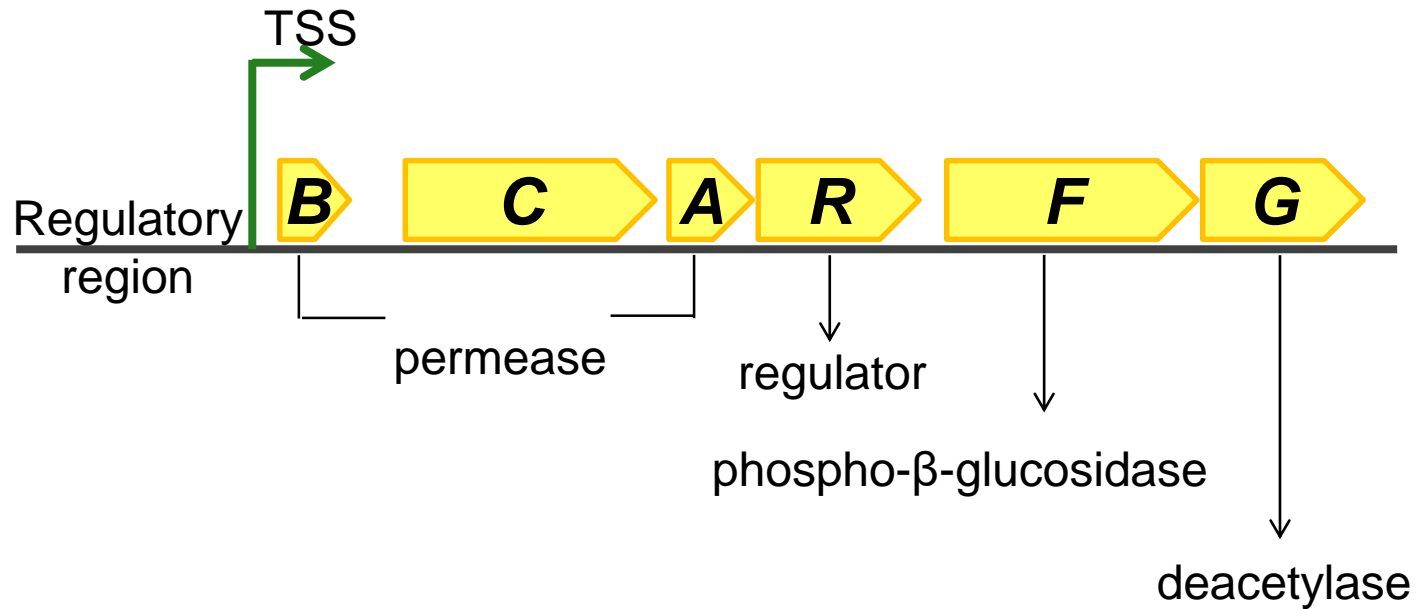 TSS
B C A R F G
Regulatory
region
permease
regulator
phospho-β-glucosidase
deacetylase